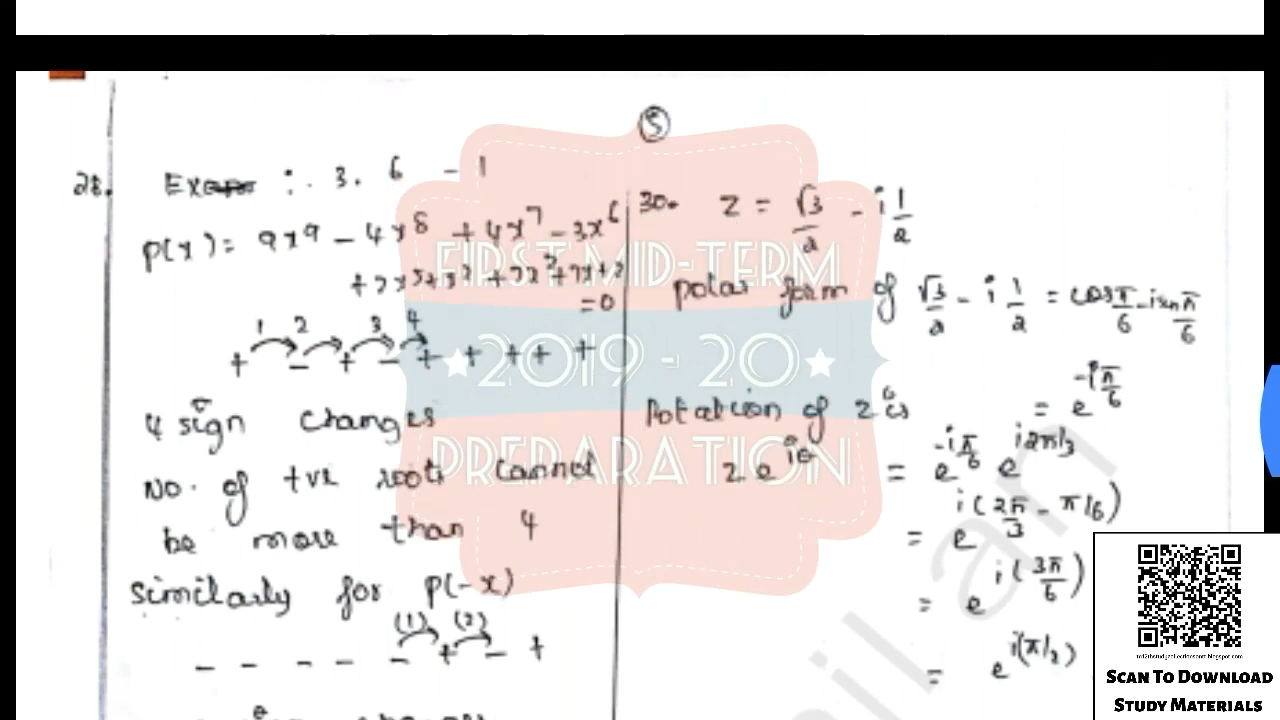 5
28. Ex : . 3. 6 - 1
p(x) = 9x⁹ - 4x⁸ + 4x⁷ - 3x⁶
= 0
1 2 3 4
+ - + - + + + + +
4 sign changes
No. of +ve roots cannot
be more than 4
similarly for p(-x)
(1) (2)
- - - - - + - +
30. z = √3/2 - i 1/2
polar form of √3/2 - i 1/2 = cos π/6 - i sin π/6
= e^(-iπ/6)
Rotation of z is
z e^(iθ) = e^(-iπ/6) e^(i2π/3)
= e^(i(2π/3 - π/6))
= e^(i(3π/6))
= e^(i(π/2))
FIRST MID-TERM
2019 - 20
PREPARATION
SCAN TO DOWNLOAD
STUDY MATERIALS